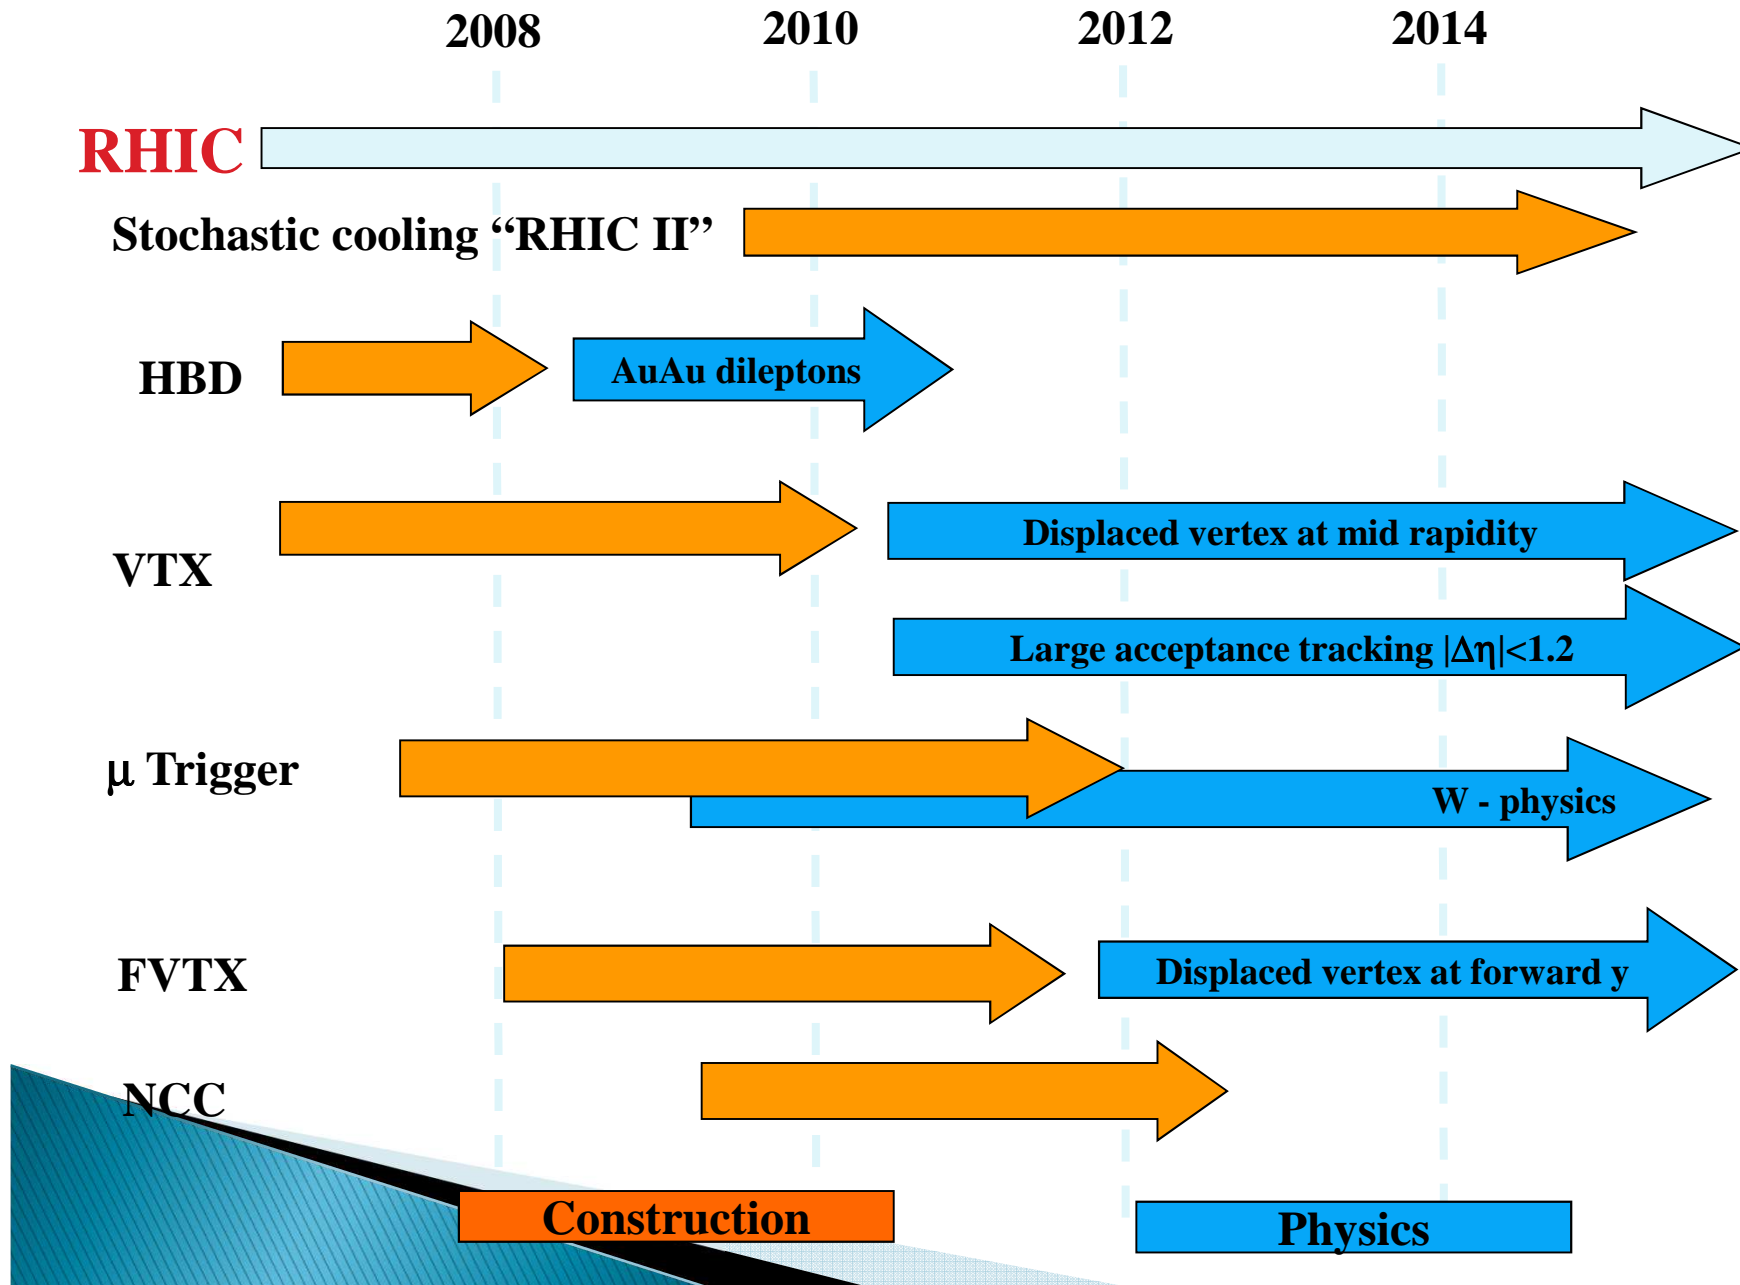 2008 2010 2012 2014
RHIC
Stochastic cooling “RHIC II”
HBD AuAu dileptons
Displaced vertex at mid rapidity
VTX
Large acceptance tracking |Δη|<1.2
μ Trigger
W - physics
FVTX Displaced vertex at forward y
NCC
Construction Physics